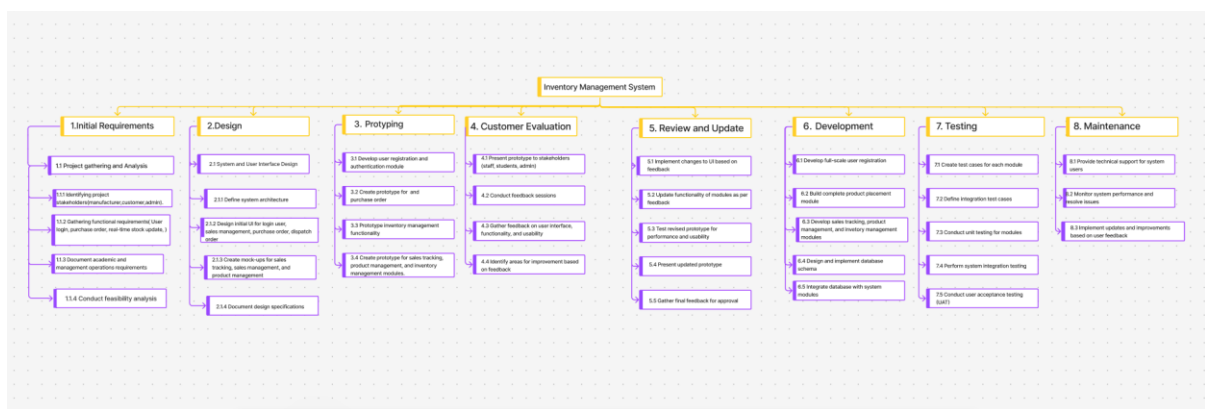 Inventory Management System
1.Initial Requirements
1.1 Project gathering and Analysis
1.1.1 Identifying project
stakeholders(manufacturer,customer,admin).
1.1.2 Gathering functional requirements( User
login, purchase order, real-time stock update, )
1.1.3 Document academic and
management operations requirements
1.1.4 Conduct feasibility analysis
2.Design
2.1 System and User Interface Design
2.1.1 Define system architecture
2.1.2 Design initial UI for login user,
sales management, purchase order, dispatch
order
2.1.3 Create mock-ups for sales
tracking, sales management, and
product management
2.1.4 Document design specifications
3. Protyping
3.1 Develop user registration and
authentication module
3.2 Create prototype for and
purchase order
3.3 Prototype Inventory management
functionality
3.4 Create prototype for sales tracking,
product management, and inventory
management modules.
4. Customer Evaluation
4.1 Present prototype to stakeholders
(staff, students, admin)
4.2 Conduct feedback sessions
4.3 Gather feedback on user interface,
functionality, and usability
4.4 Identify areas for improvement based
on feedback
5. Review and Update
5.1 Implement changes to UI based on
feedback
5.2 Update functionality of modules as per
feedback
5.3 Test revised prototype for
performance and usability
5.4 Present updated prototype
5.5 Gather final feedback for approval
6. Development
6.1 Develop full-scale user registration
6.2 Build complete product placement
module
6.3 Develop sales tracking, product
management, and invetory management
modules
6.4 Design and implement database
schema
6.5 Integrate database with system
modules
7. Testing
7.1 Create test cases for each module
7.2 Define integration test cases
7.3 Conduct unit testing for modules
7.4 Perform system integration testing
7.5 Conduct user acceptance testing
(UAT)
8. Maintenance
8.1 Provide technical support for system
users
8.2 Monitor system performance and
resolve issues
8.3 Implement updates and improvements
based on user feedback